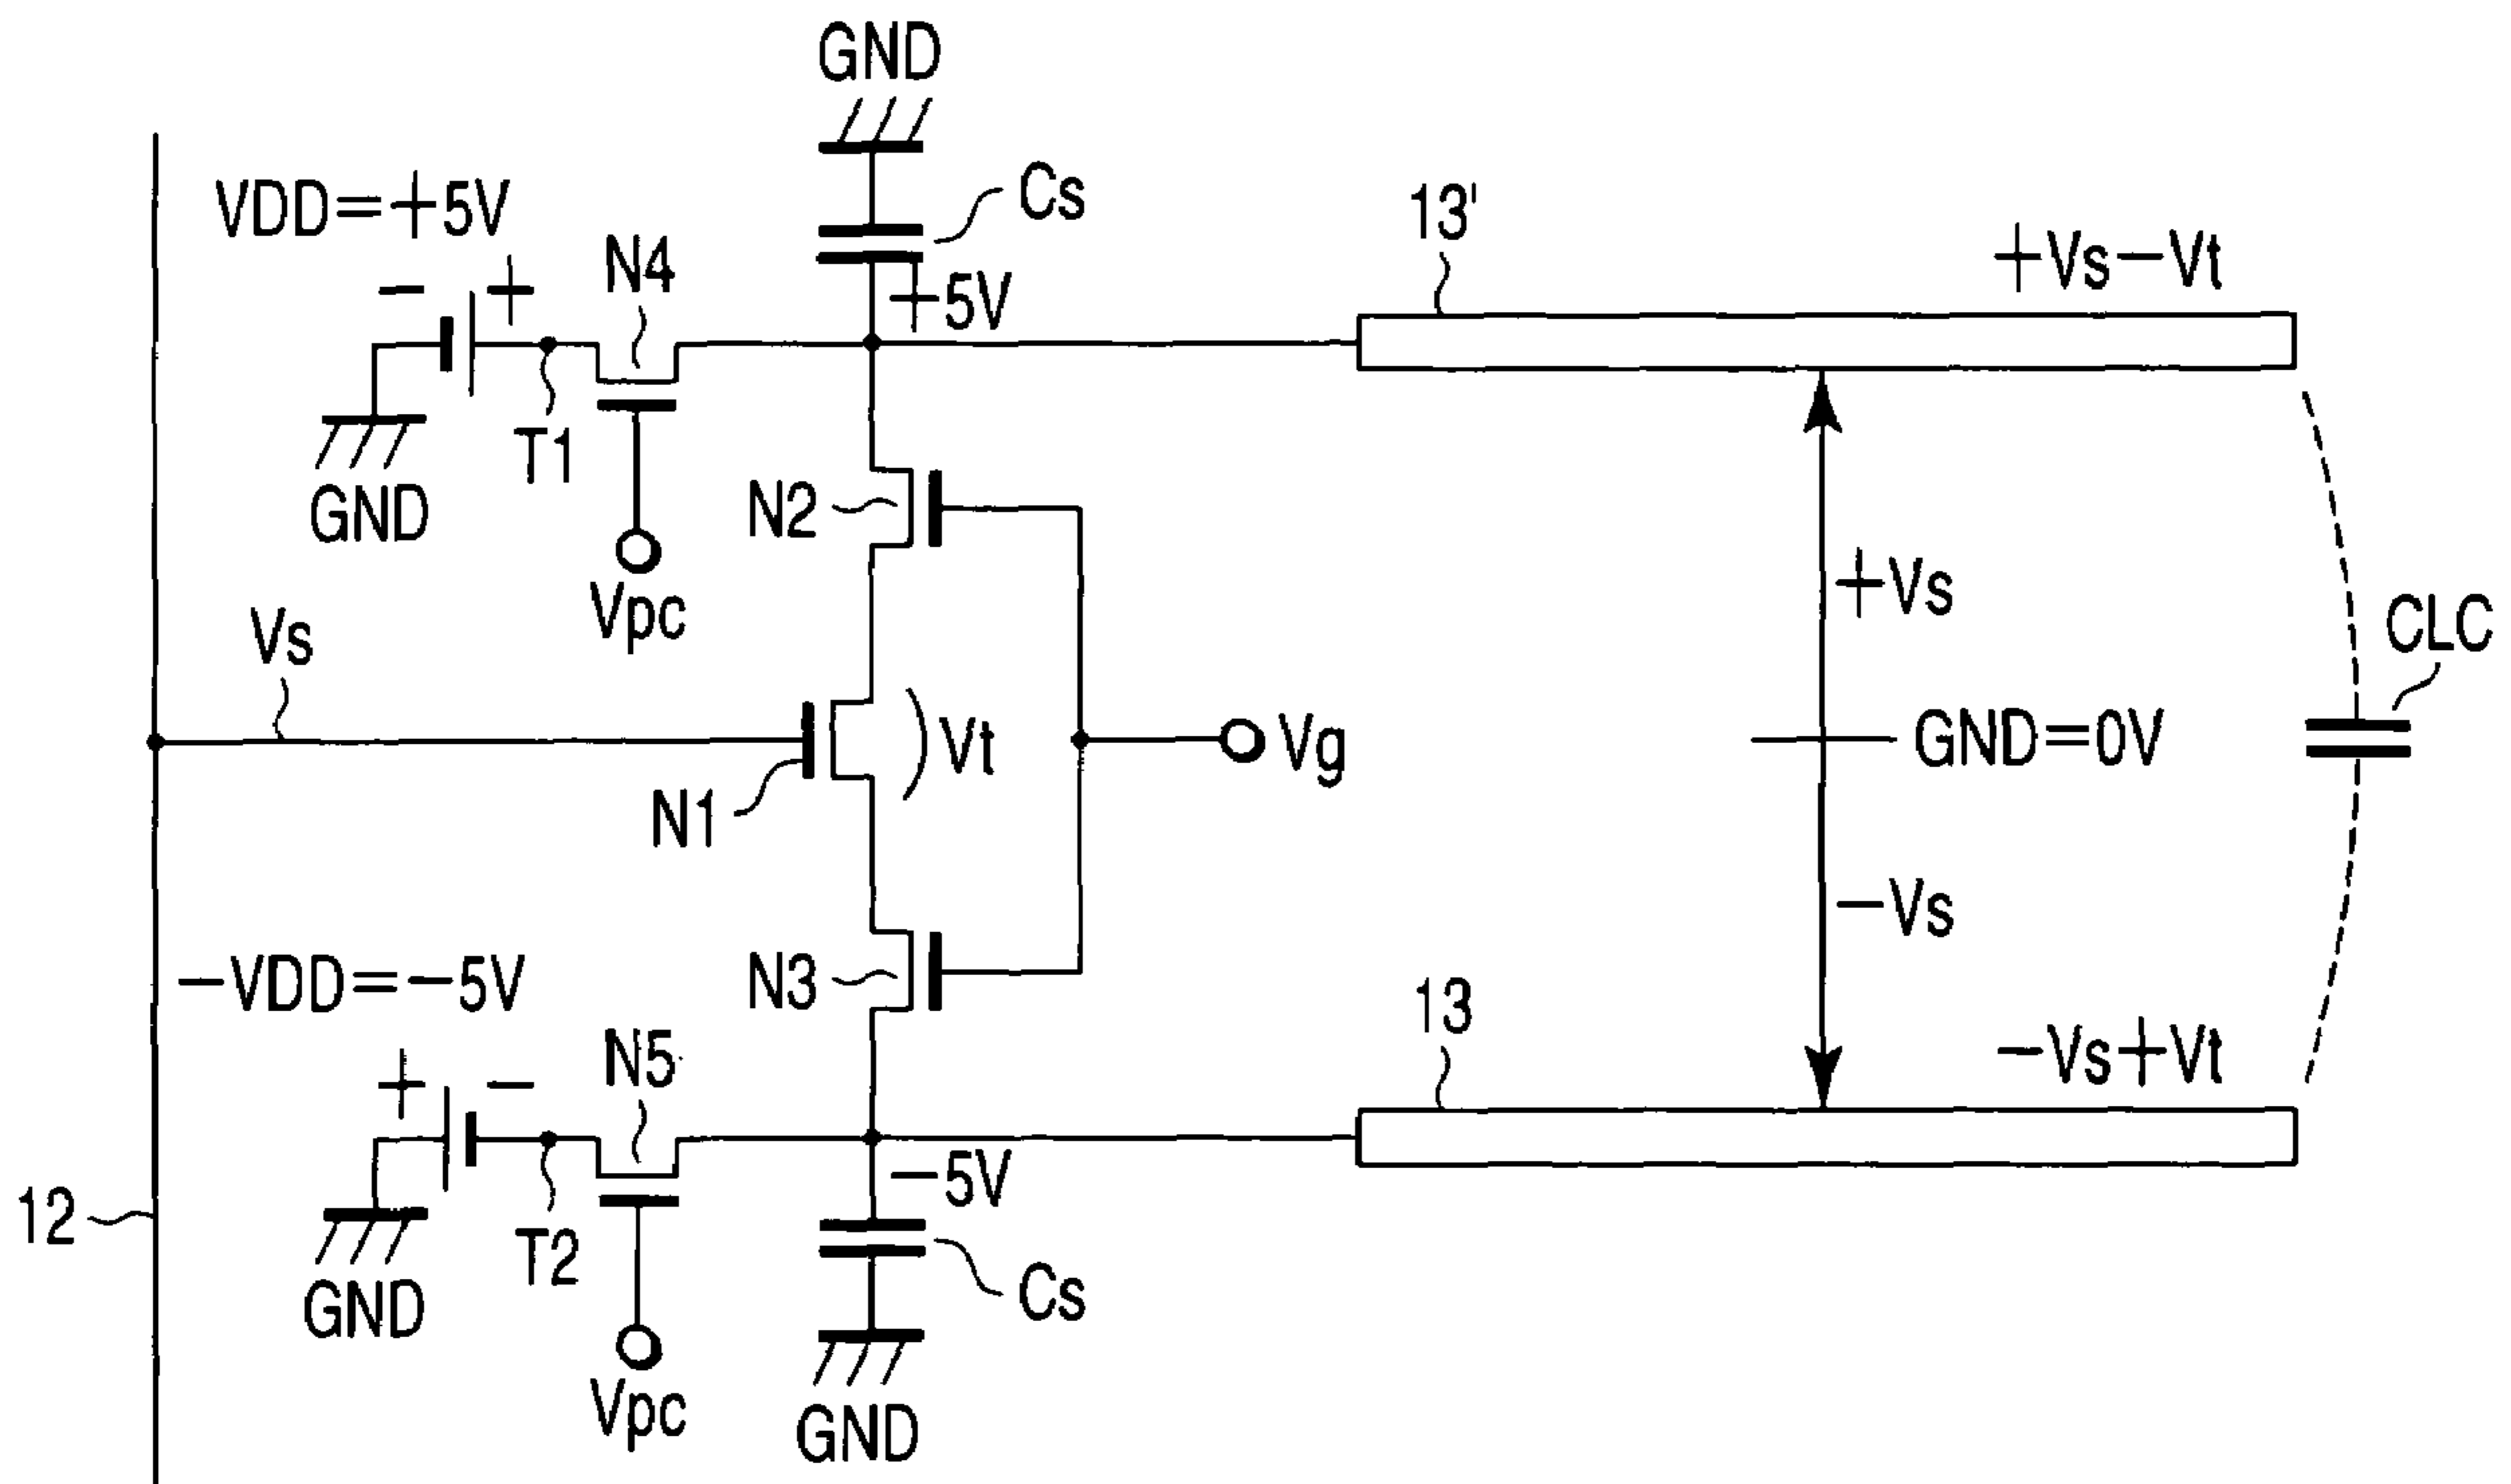 GND
VDD=+5V
Cs
13'
N4
- +
+5V
+Vs-Vt
T1
GND
N2
Vpc
+Vs
Vs
CLC
Vt
Vg
GND=0V
N1
-Vs
-VDD=-5V
N3
13
N5
+ -
-Vs+Vt
-5V
12
T2
GND
Cs
Vpc
GND